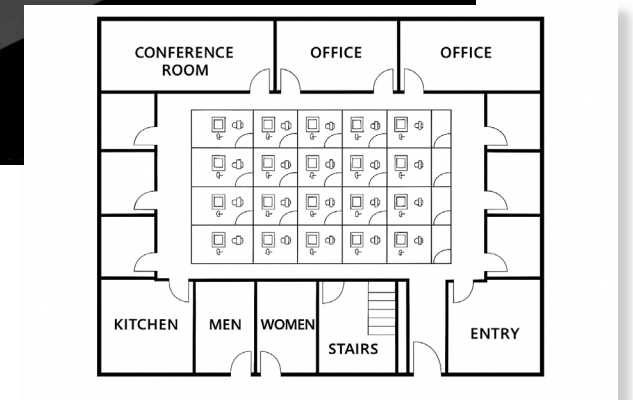 CONFERENCE
ROOM
OFFICE
OFFICE
KITCHEN
MEN
WOMEN
STAIRS
ENTRY